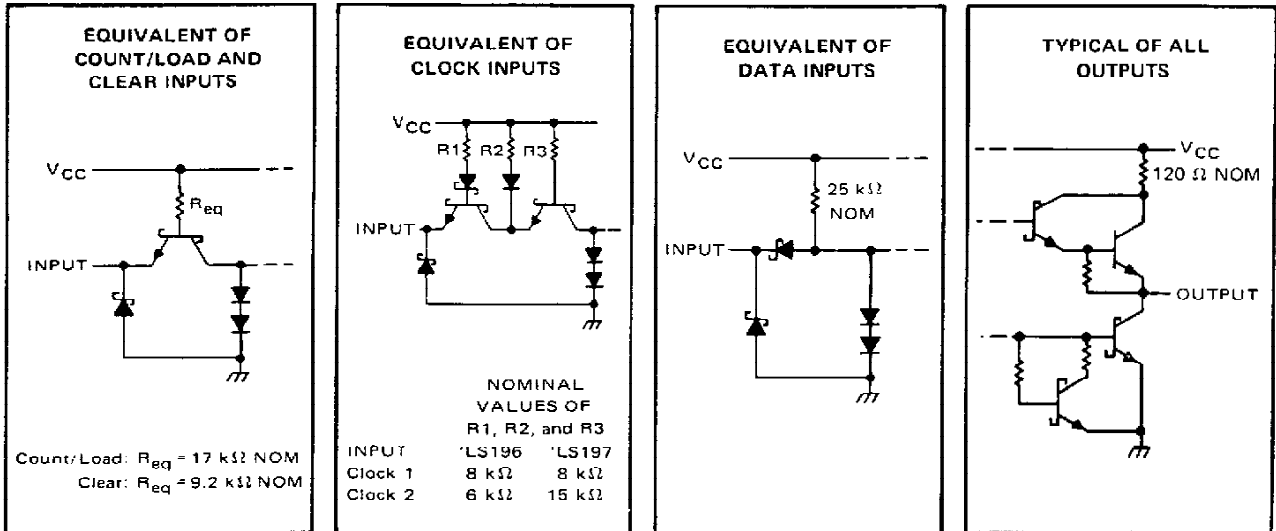 EQUIVALENT OF
COUNT/LOAD AND
CLEAR INPUTS
VCC
Req
INPUT
Count/Load: Req = 17 kΩ NOM
Clear: Req = 9.2 kΩ NOM
EQUIVALENT OF
CLOCK INPUTS
VCC
R1 R2 R3
INPUT
NOMINAL
VALUES OF
R1, R2, and R3
INPUT 'LS196 'LS197
Clock 1 8 kΩ 8 kΩ
Clock 2 6 kΩ 15 kΩ
EQUIVALENT OF
DATA INPUTS
VCC
25 kΩ
NOM
INPUT
TYPICAL OF ALL
OUTPUTS
VCC
120 Ω NOM
OUTPUT